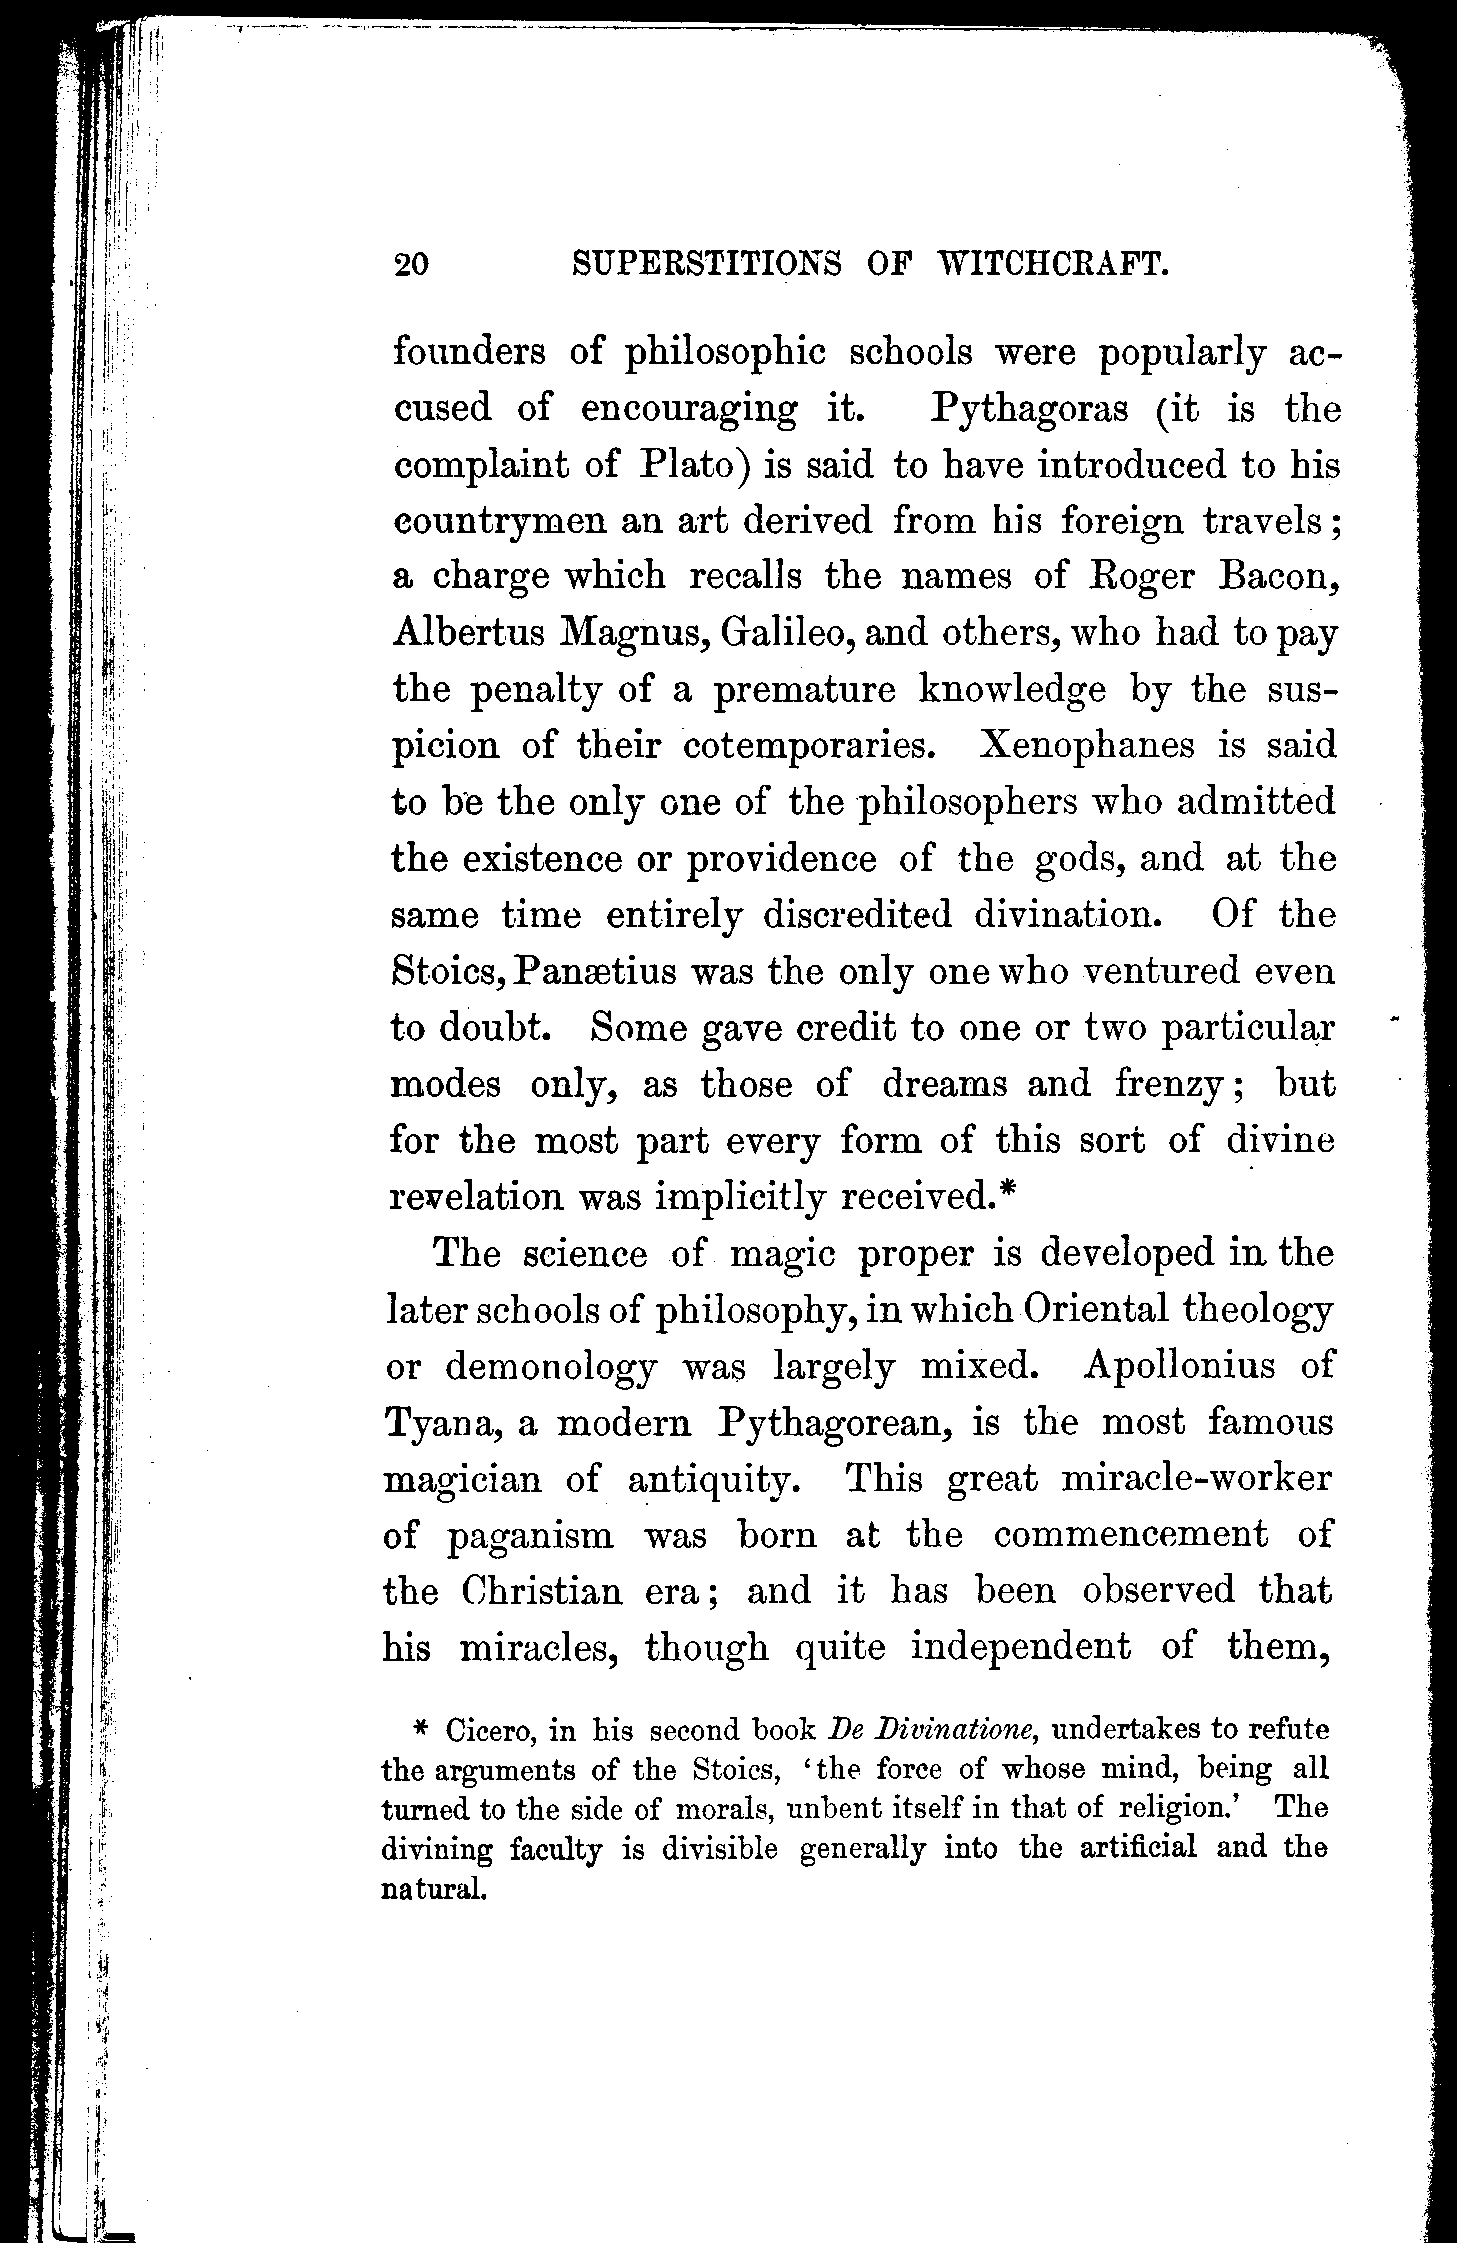 20 SUPERSTITIONS OF WITCHCRAFT.
founders of philosophic schools were popularly ac-
cused of encouraging it. Pythagoras (it is the
complaint of Plato) is said to have introduced to his
countrymen an art derived from his foreign travels;
a charge which recalls the names of Roger Bacon,
Albertus Magnus, Galileo, and others, who had to pay
the penalty of a premature knowledge by the sus-
picion of their cotemporaries. Xenophanes is said
to be the only one of the philosophers who admitted
the existence or providence of the gods, and at the
same time entirely discredited divination. Of the
Stoics, Panætius was the only one who ventured even
to doubt. Some gave credit to one or two particular
modes only, as those of dreams and frenzy; but
for the most part every form of this sort of divine
revelation was implicitly received.*
The science of magic proper is developed in the
later schools of philosophy, in which Oriental theology
or demonology was largely mixed. Apollonius of
Tyana, a modern Pythagorean, is the most famous
magician of antiquity. This great miracle-worker
of paganism was born at the commencement of
the Christian era; and it has been observed that
his miracles, though quite independent of them,
* Cicero, in his second book De Divinatione, undertakes to refute
the arguments of the Stoics, ‘the force of whose mind, being all
turned to the side of morals, unbent itself in that of religion.’ The
divining faculty is divisible generally into the artificial and the
natural.